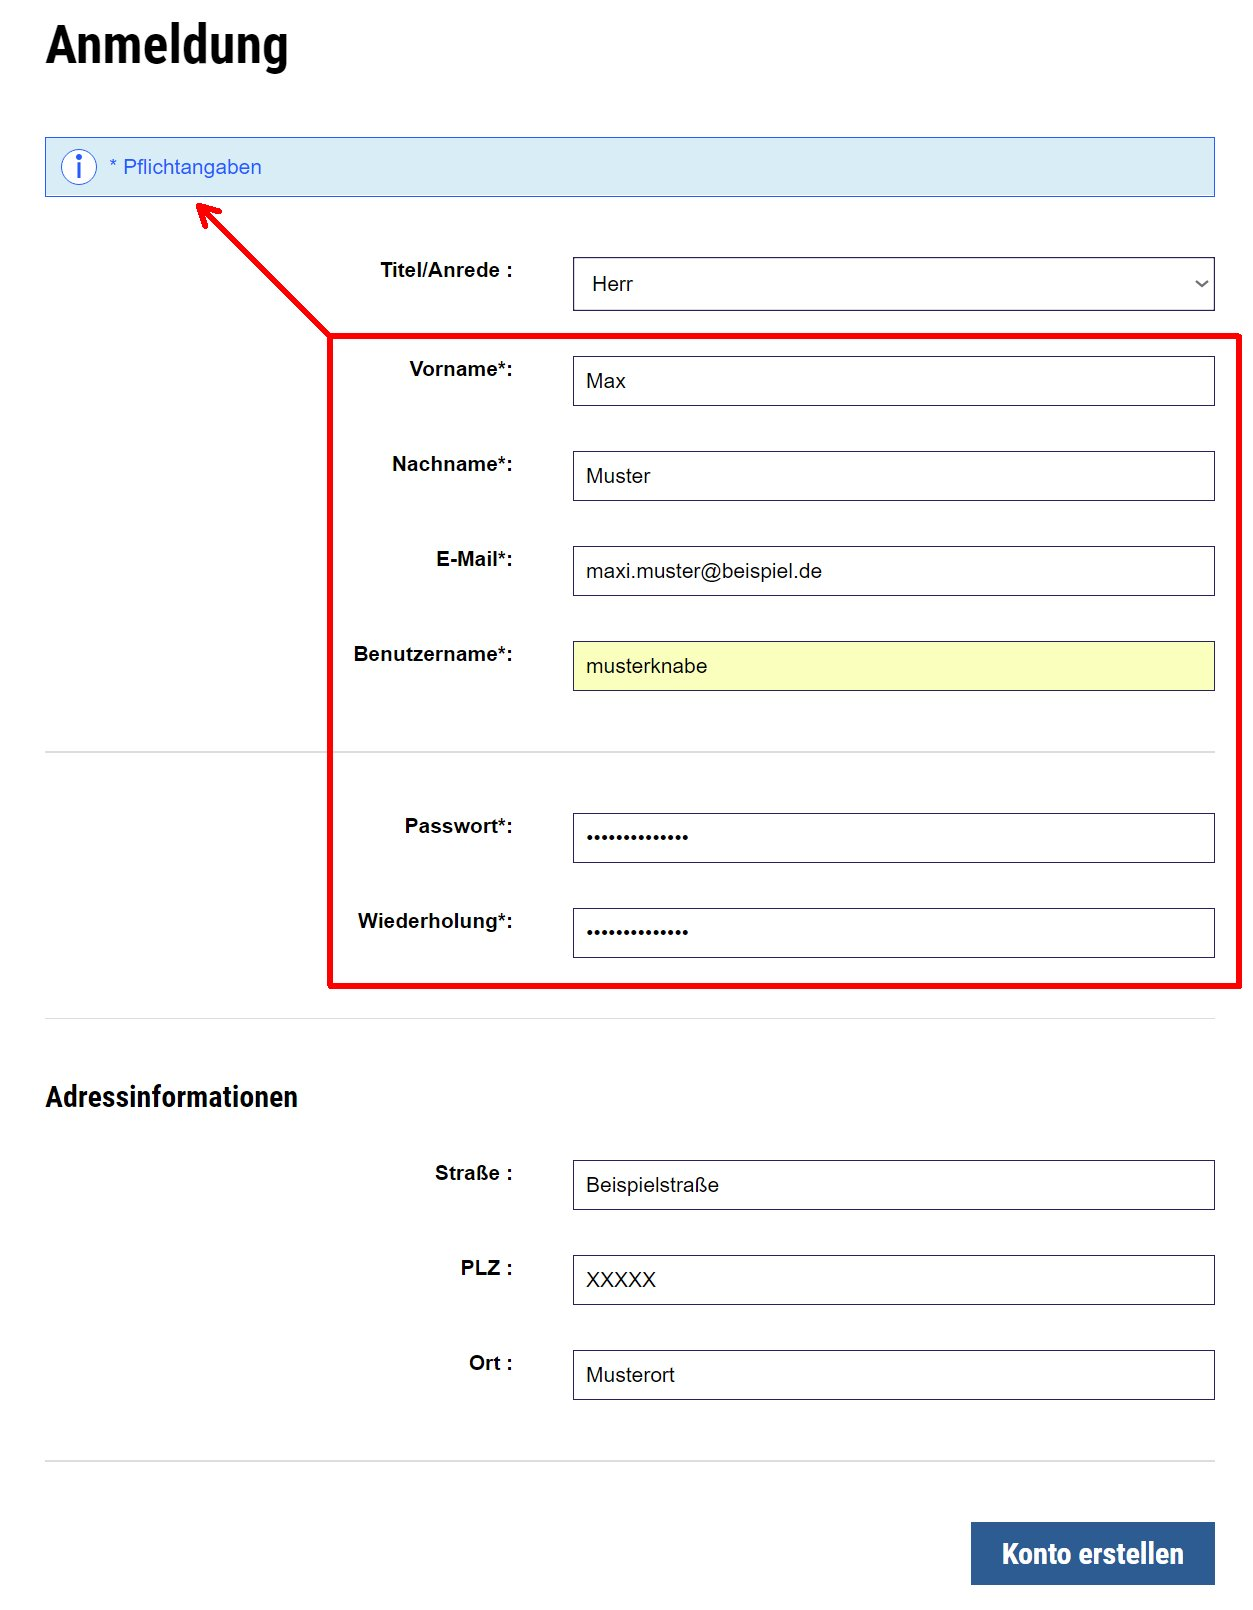 Anmeldung
* Pflichtangaben
Titel/Anrede : Herr
Vorname*: Max
Nachname*: Muster
E-Mail*: maxi.muster@beispiel.de
Benutzername*: musterknabe
Passwort*: ••••••••••••••
Wiederholung*: ••••••••••••••
Adressinformationen
Straße : Beispielstraße
PLZ : XXXXX
Ort : Musterort
Konto erstellen